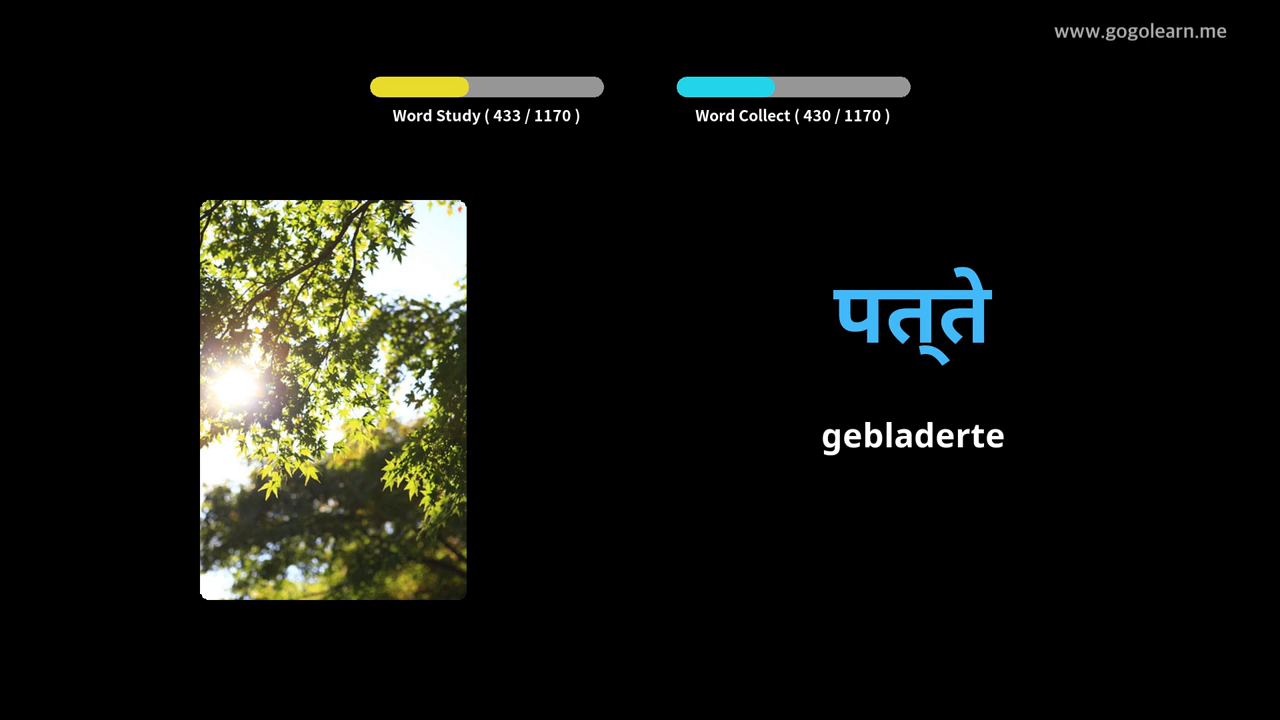 www.gogolearn.me
Word Study ( 433 / 1170 )
Word Collect ( 430 / 1170 )
पत्ते
gebladerte